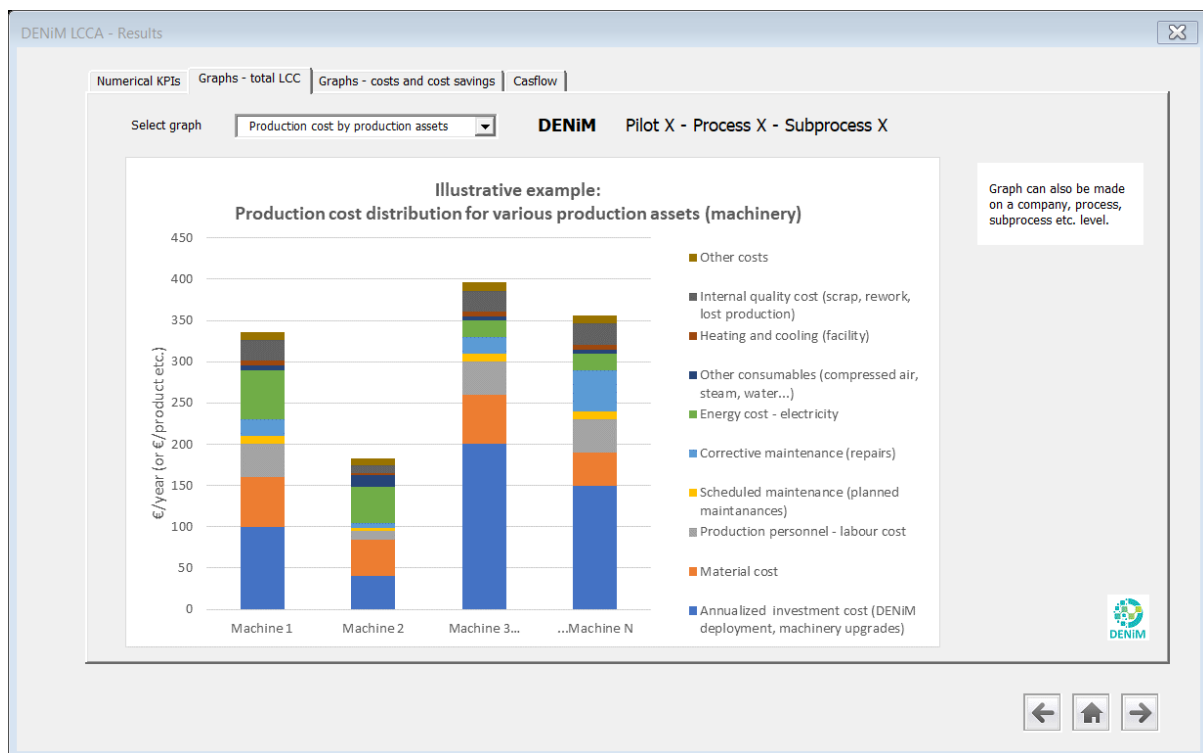 DENiM LCCA - Results
Numerical KPIs
Graphs - total LCC
Graphs - costs and cost savings
Casflow
Select graph
Production cost by production assets
DENiM
Pilot X - Process X - Subprocess X
Illustrative example:
Production cost distribution for various production assets (machinery)
Graph can also be made
on a company, process,
subprocess etc. level.
€/year (or €/product etc.)
450
400
350
300
250
200
150
100
50
0
Machine 1
Machine 2
Machine 3...
...Machine N
Other costs
Internal quality cost (scrap, rework,
lost production)
Heating and cooling (facility)
Other consumables (compressed air,
steam, water...)
Energy cost - electricity
Corrective maintenance (repairs)
Scheduled maintenance (planned
maintanances)
Production personnel - labour cost
Material cost
Annualized investment cost (DENiM
deployment, machinery upgrades)
DENiM